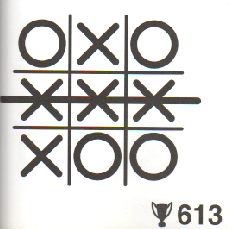 O X O
X X X
X O O
613